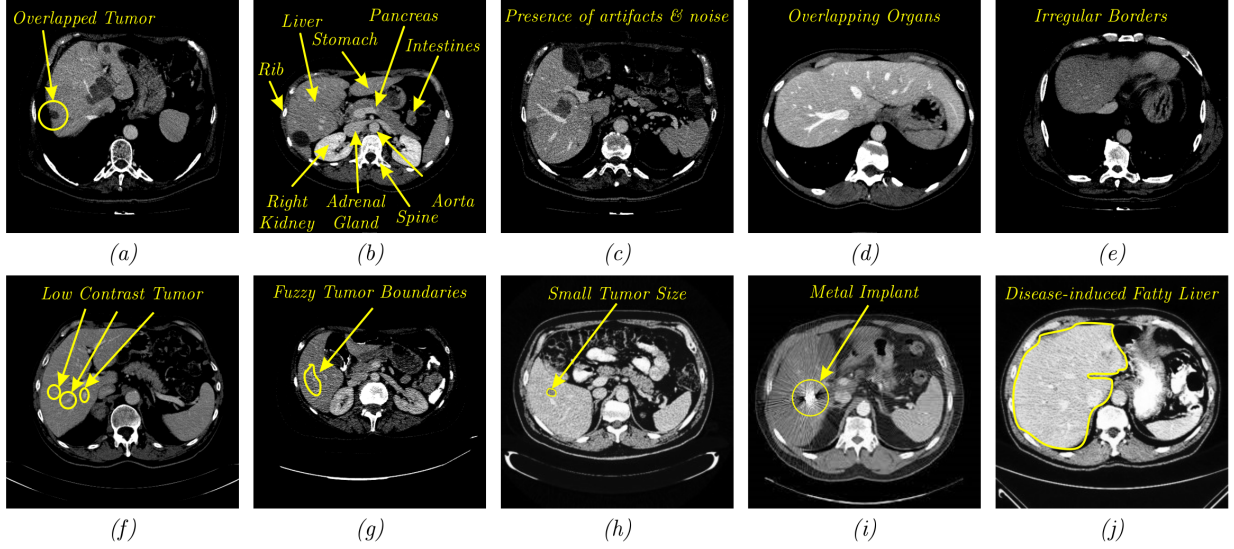 Overlapped Tumor
Pancreas
Liver
Stomach
Intestines
Rib
Right
Kidney
Adrenal
Gland
Spine
Aorta
Presence of artifacts & noise
Overlapping Organs
Irregular Borders
(a)
(b)
(c)
(d)
(e)
Low Contrast Tumor
Fuzzy Tumor Boundaries
Small Tumor Size
Metal Implant
Disease-induced Fatty Liver
(f)
(g)
(h)
(i)
(j)